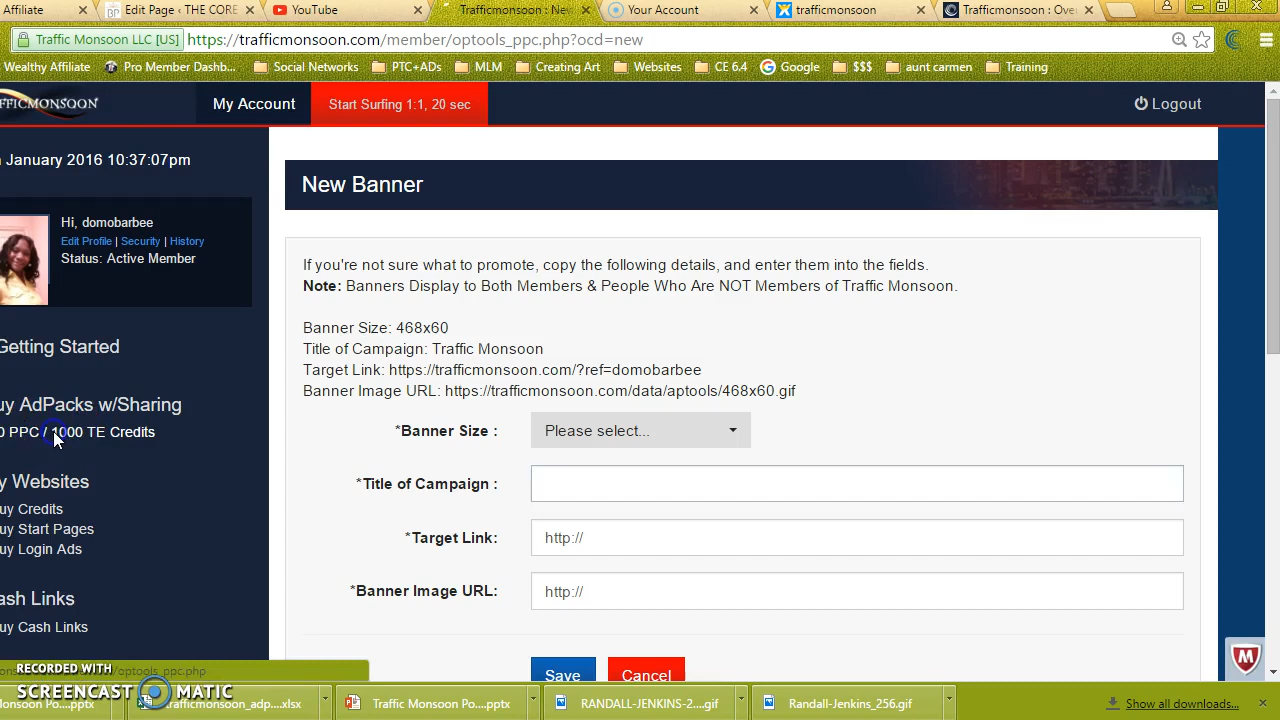 Affiliate
Edit Page ‹ THE CORE
YouTube
Trafficmonsoon : Nev
Your Account
trafficmonsoon
Trafficmonsoon : Ove
Traffic Monsoon LLC [US]
https://trafficmonsoon.com/member/optools_ppc.php?ocd=new
Wealthy Affiliate
Pro Member Dashb...
Social Networks
PTC+ADs
MLM
Creating Art
Websites
CE 6.4
Google
$$$
aunt carmen
Training
My Account
Start Surfing 1:1, 20 sec
Logout
January 2016 10:37:07pm
Hi, domobarbee
Edit Profile | Security | History
Status: Active Member
New Banner
If you're not sure what to promote, copy the following details, and enter them into the fields.
Note: Banners Display to Both Members & People Who Are NOT Members of Traffic Monsoon.
Banner Size: 468x60
Title of Campaign: Traffic Monsoon
Target Link: https://trafficmonsoon.com/?ref=domobarbee
Banner Image URL: https://trafficmonsoon.com/data/aptools/468x60.gif
*Banner Size :
Please select...
*Title of Campaign :
*Target Link:
http://
*Banner Image URL:
http://
Save
Cancel
Getting Started
uy AdPacks w/Sharing
0 PPC / 1000 TE Credits
y Websites
uy Credits
uy Start Pages
uy Login Ads
ash Links
uy Cash Links
RECORDED WITH
SCREENCAST MATIC
onsoon Po....pptx
trafficmonsoon_adp....xlsx
Traffic Monsoon Po....pptx
RANDALL-JENKINS-2....gif
Randall-Jenkins_256.gif
Show all downloads...